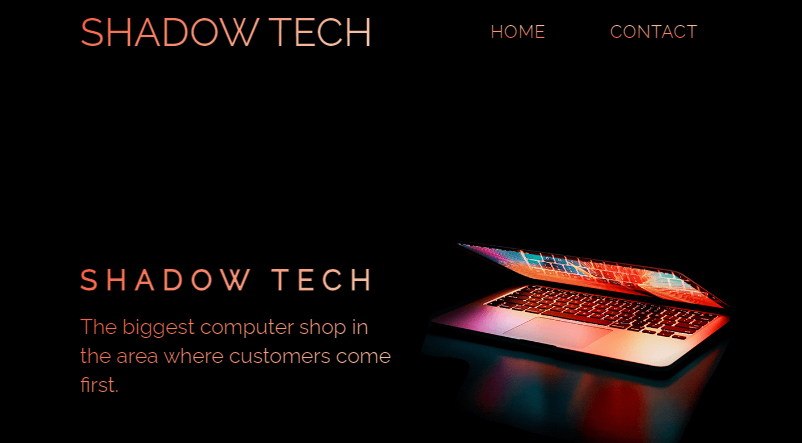 SHADOW TECH
HOME
CONTACT
SHADOW TECH
The biggest computer shop in
the area where customers come
first.